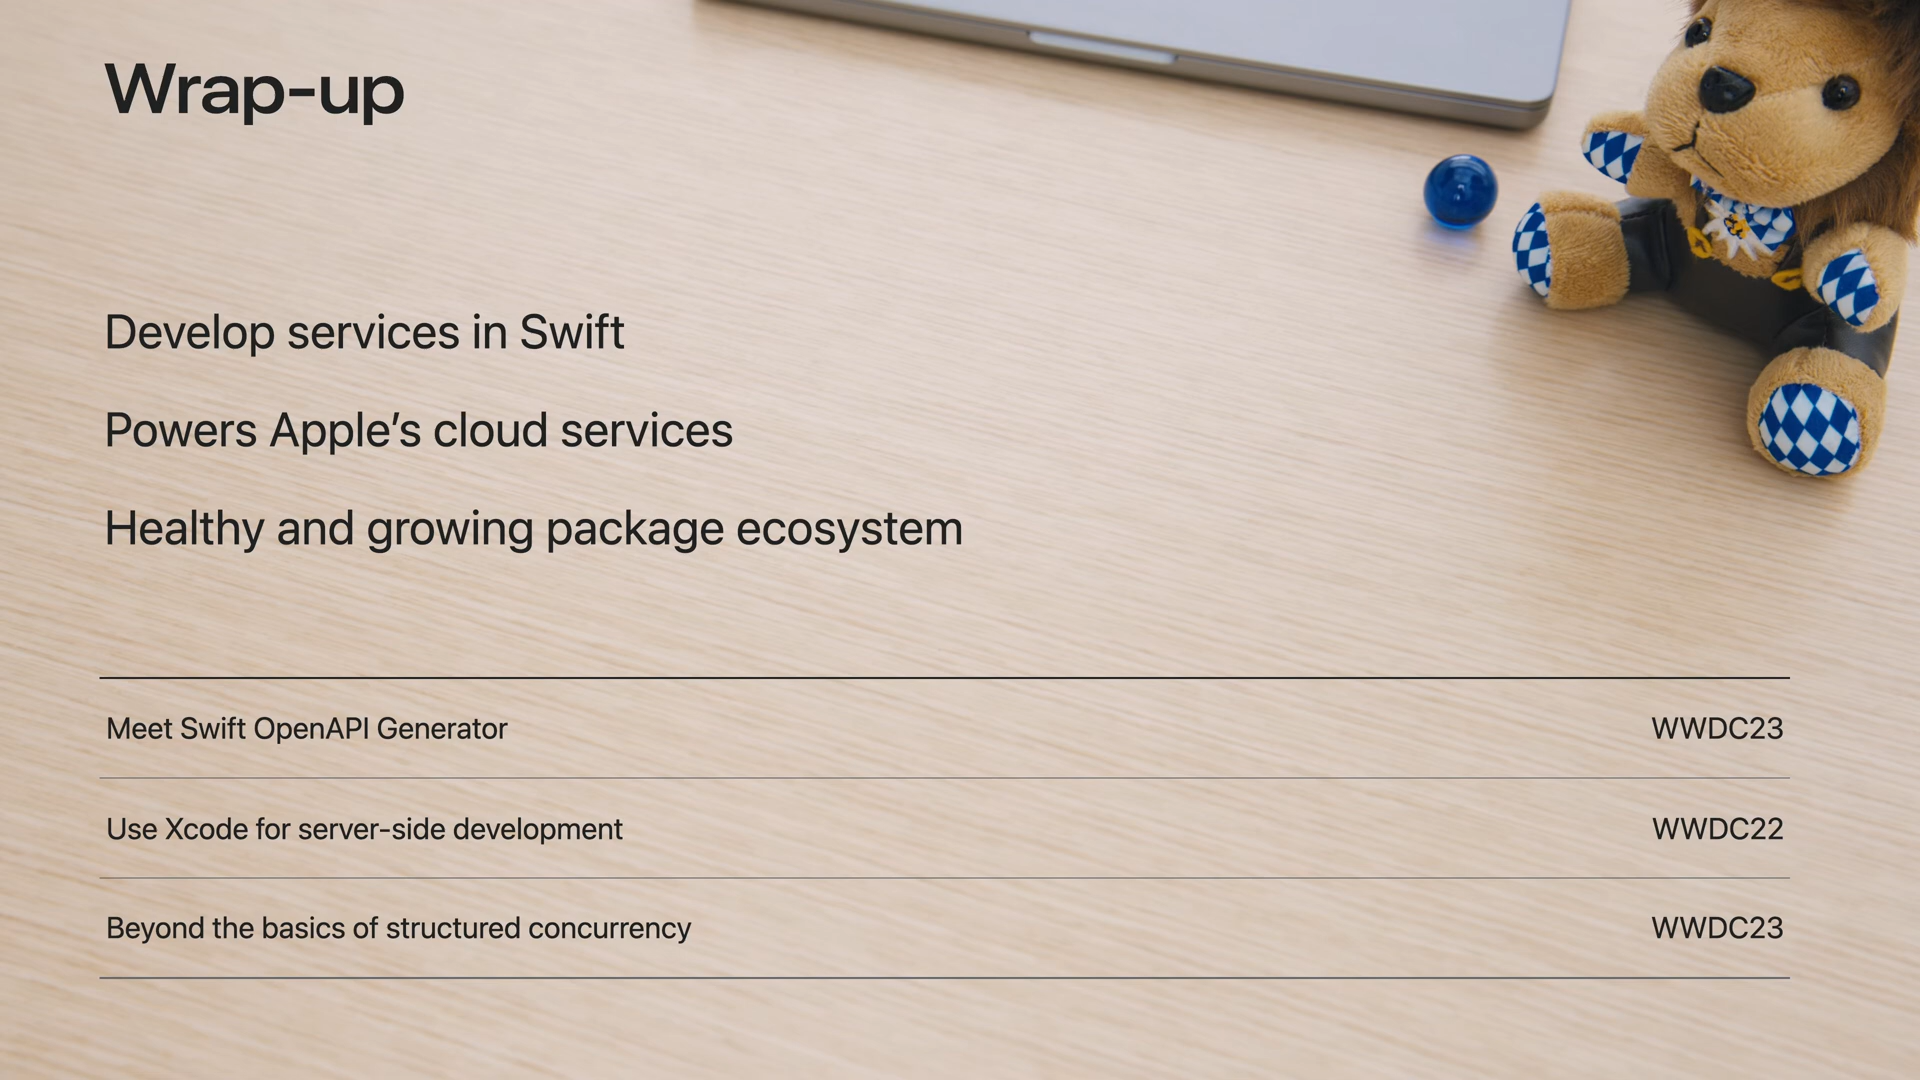 Wrap-up
Develop services in Swift
Powers Apple’s cloud services
Healthy and growing package ecosystem
Meet Swift OpenAPI Generator WWDC23
Use Xcode for server-side development WWDC22
Beyond the basics of structured concurrency WWDC23